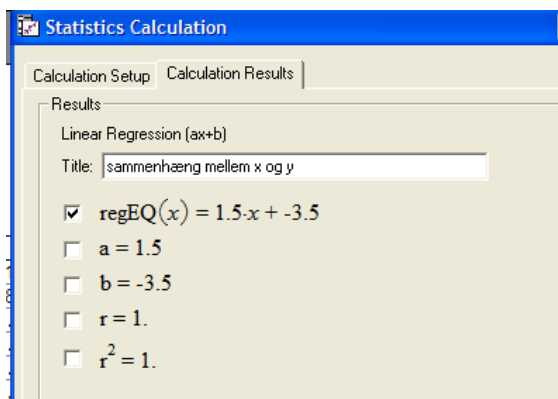 Statistics Calculation
Calculation Setup Calculation Results
Results
Linear Regression (ax+b)
Title: sammenhæng mellem x og y
regEQ(x) = 1.5·x + -3.5
a = 1.5
b = -3.5
r = 1.
r² = 1.